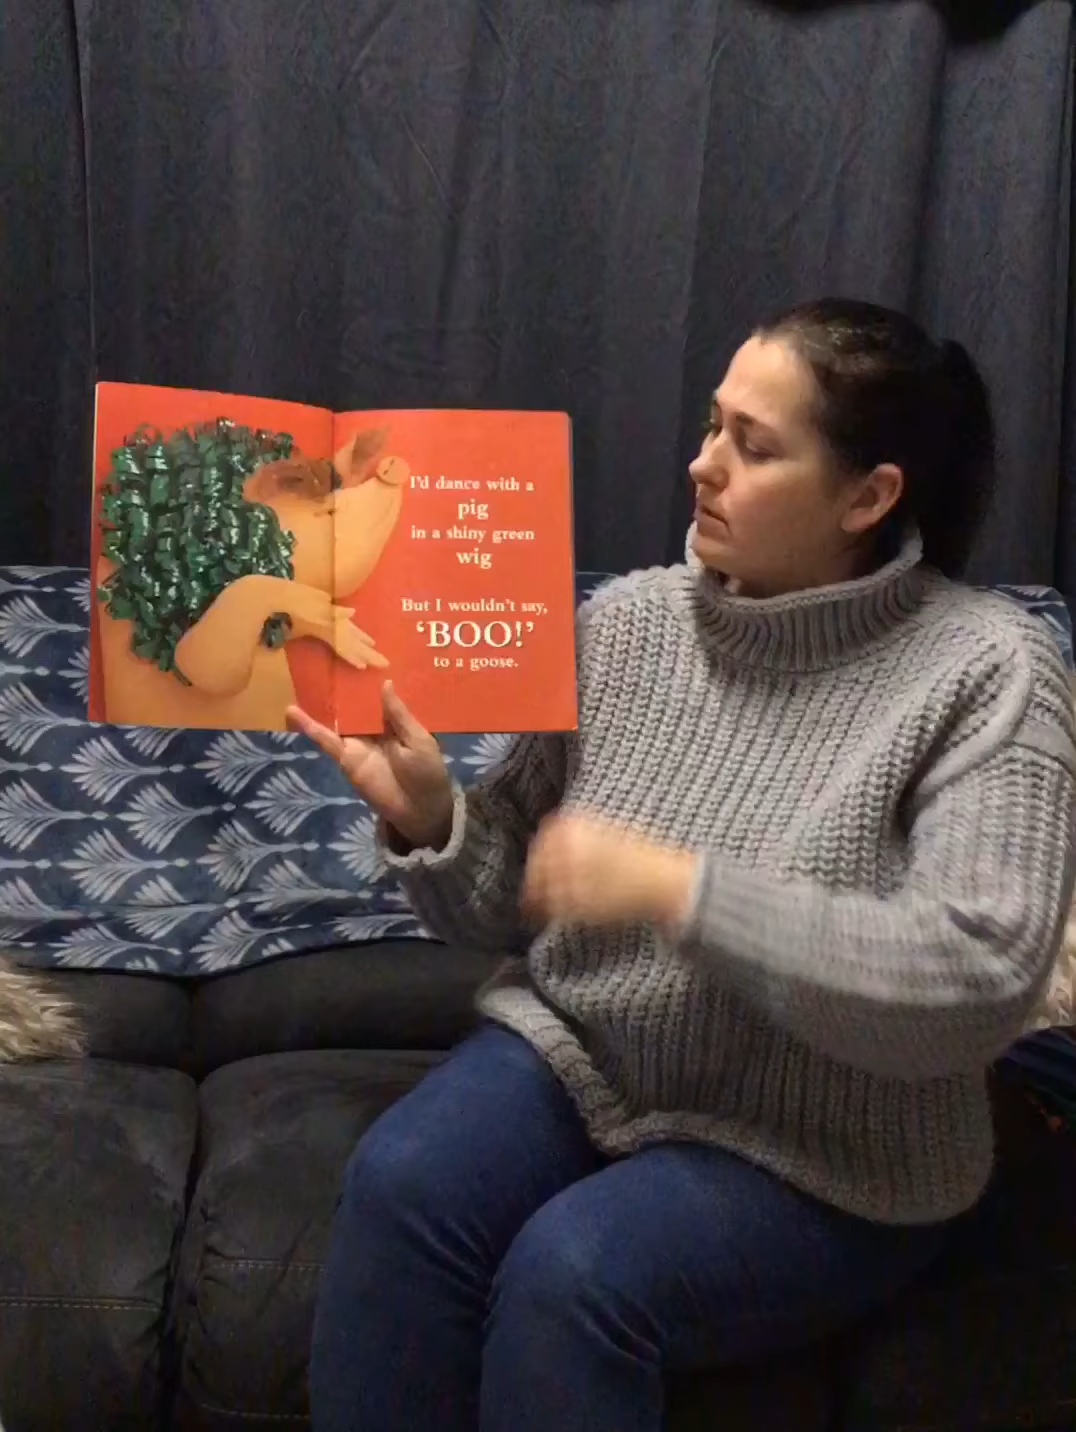 I'd dance with a
pig
in a shiny green
wig
But I wouldn't say,
‘BOO!’
to a goose.